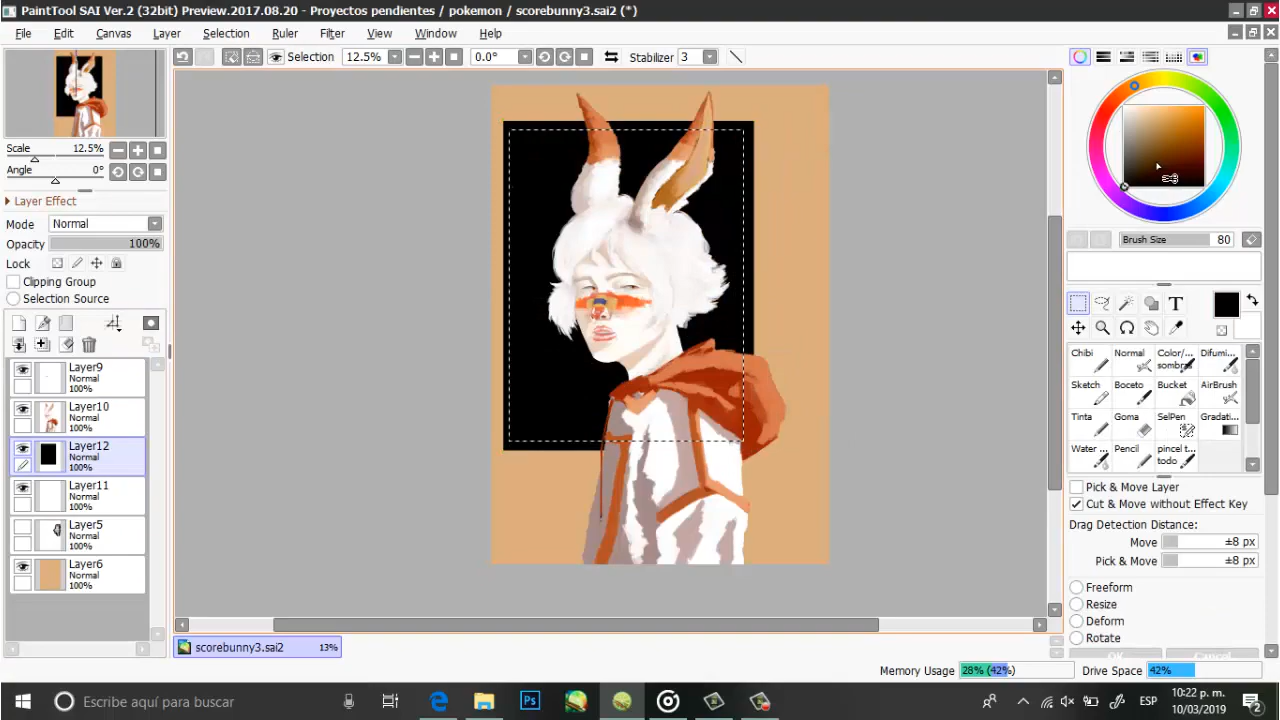 PaintTool SAI Ver.2 (32bit) Preview.2017.08.20 - Proyectos pendientes / pokemon / scorebunny3.sai2 (*)
File Edit Canvas Layer Selection Ruler Filter View Window Help
Selection 12.5% 0.0° Stabilizer 3
Scale 12.5%
Angle 0°
Layer Effect
Mode Normal
Opacity 100%
Lock
Clipping Group
Selection Source
Layer9
Normal
100%
Layer10
Normal
100%
Layer12
Normal
100%
Layer11
Normal
100%
Layer5
Normal
100%
Layer6
Normal
100%
Brush Size 80
T
Chibi Normal Color/... sombra Difumi...
Sketch Boceto Bucket AirBrush
Tinta Goma SelPen Gradati...
Water ... Pencil pincel t... todo
Pick & Move Layer
Cut & Move without Effect Key
Drag Detection Distance:
Move ±8 px
Pick & Move ±8 px
Freeform
Resize
Deform
Rotate
OK Cancel
scorebunny3.sai2 13%
Memory Usage 28% (42%) Drive Space 42%
Escribe aquí para buscar
Ps
ESP
10:22 p. m.
10/03/2019
2